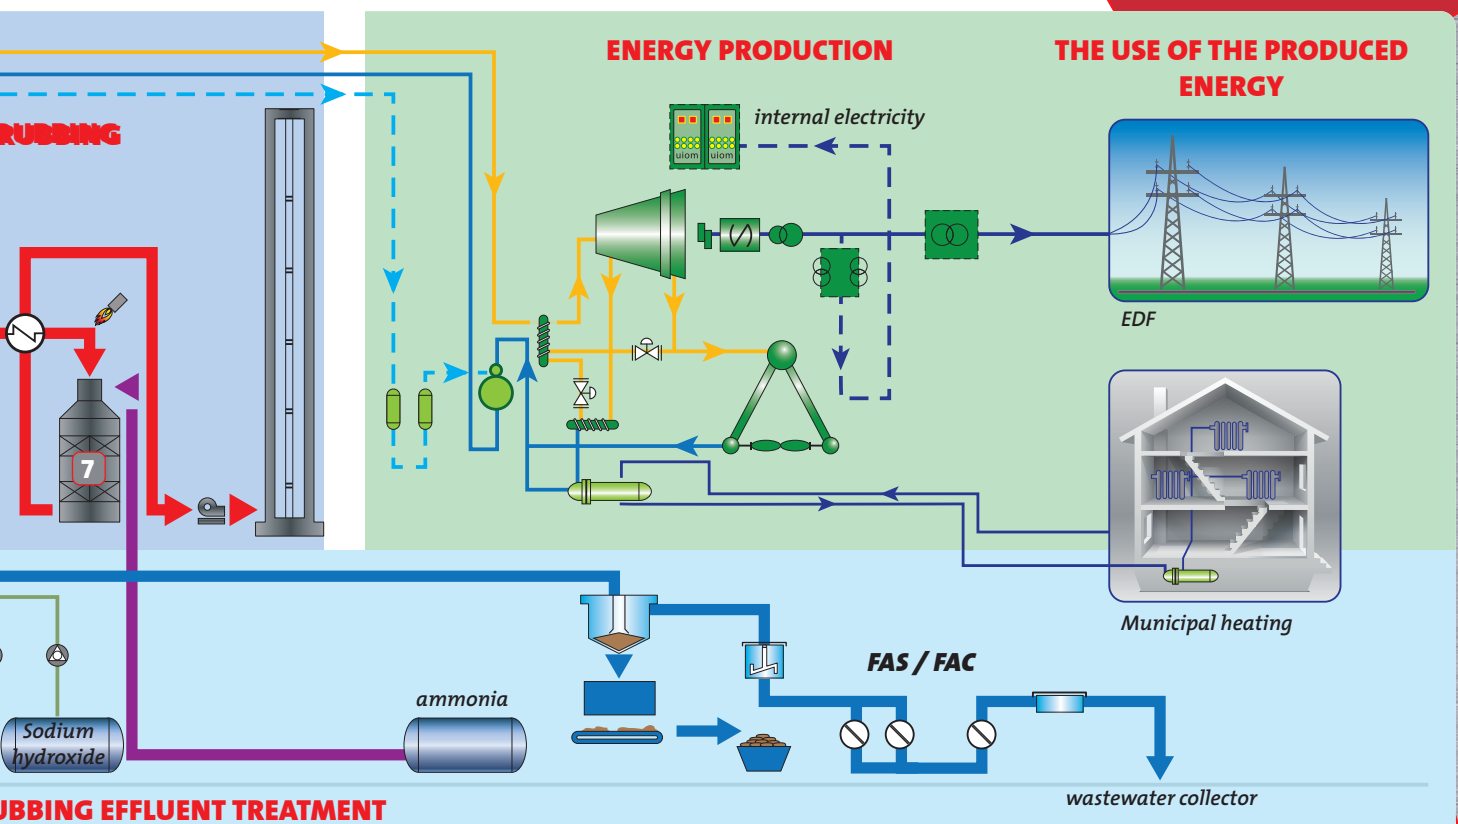 ENERGY PRODUCTION
THE USE OF THE PRODUCED
ENERGY
RUBBING
internal electricity
uiom uiom
EDF
7
Municipal heating
FAS / FAC
ammonia
Sodium
hydroxide
wastewater collector
UBBING EFFLUENT TREATMENT